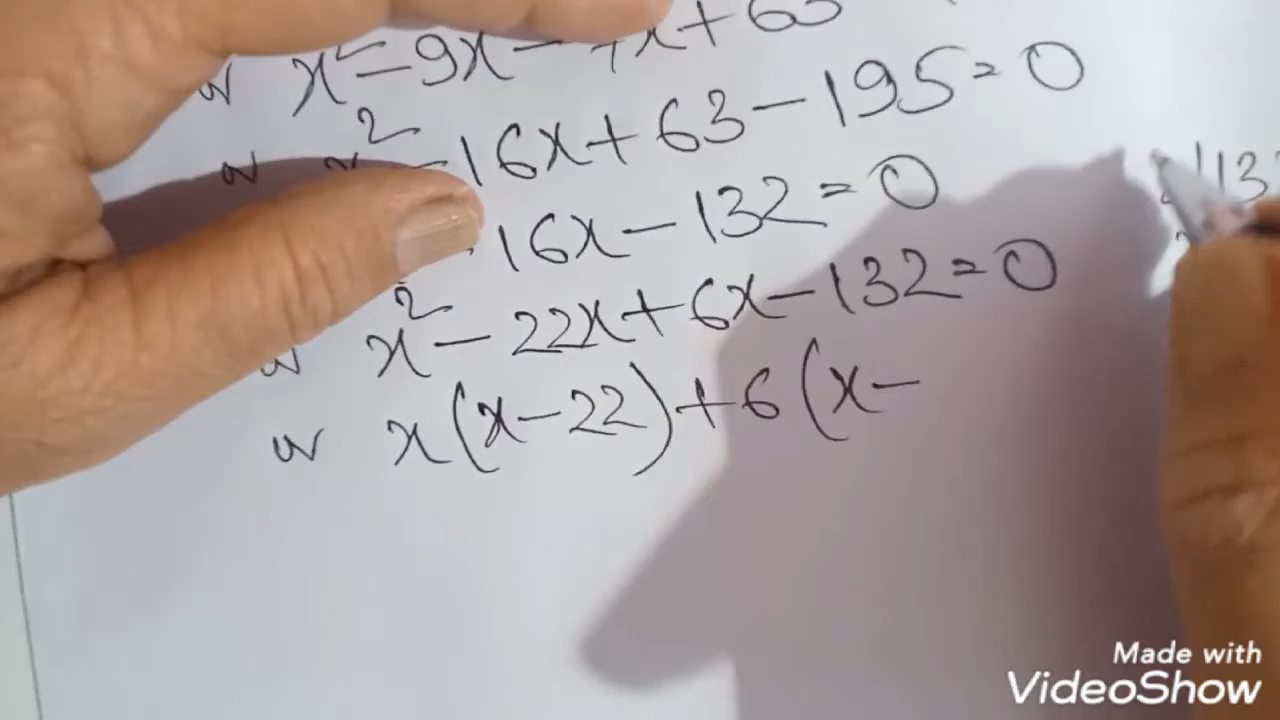 or x² - 9x - 7x + 63
or x² - 16x + 63 - 195 = 0
- 16x - 132 = 0
or x² - 22x + 6x - 132 = 0
or x(x - 22) + 6(x -
Made with
VideoShow